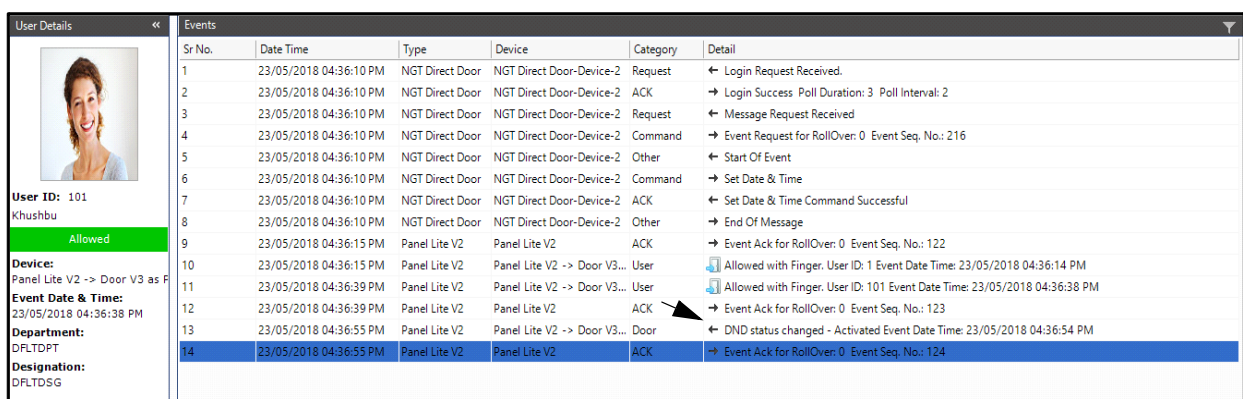 User Details «
User ID: 101
Khushbu
Allowed
Device:
Panel Lite V2 -> Door V3 as F
Event Date & Time:
23/05/2018 04:36:38 PM
Department:
DFLTDPT
Designation:
DFLTDSG
Events
Sr No. Date Time Type Device Category Detail
1 23/05/2018 04:36:10 PM NGT Direct Door NGT Direct Door-Device-2 Request ← Login Request Received.
2 23/05/2018 04:36:10 PM NGT Direct Door NGT Direct Door-Device-2 ACK → Login Success Poll Duration: 3 Poll Interval: 2
3 23/05/2018 04:36:10 PM NGT Direct Door NGT Direct Door-Device-2 Request ← Message Request Received
4 23/05/2018 04:36:10 PM NGT Direct Door NGT Direct Door-Device-2 Command → Event Request for RollOver: 0 Event Seq. No.: 216
5 23/05/2018 04:36:10 PM NGT Direct Door NGT Direct Door-Device-2 Other ← Start Of Event
6 23/05/2018 04:36:10 PM NGT Direct Door NGT Direct Door-Device-2 Command → Set Date & Time
7 23/05/2018 04:36:10 PM NGT Direct Door NGT Direct Door-Device-2 ACK ← Set Date & Time Command Successful
8 23/05/2018 04:36:10 PM NGT Direct Door NGT Direct Door-Device-2 Other → End Of Message
9 23/05/2018 04:36:15 PM Panel Lite V2 Panel Lite V2 ACK → Event Ack for RollOver: 0 Event Seq. No.: 122
10 23/05/2018 04:36:15 PM Panel Lite V2 Panel Lite V2 -> Door V3... User Allowed with Finger. User ID: 1 Event Date Time: 23/05/2018 04:36:14 PM
11 23/05/2018 04:36:39 PM Panel Lite V2 Panel Lite V2 -> Door V3... User Allowed with Finger. User ID: 101 Event Date Time: 23/05/2018 04:36:38 PM
12 23/05/2018 04:36:39 PM Panel Lite V2 Panel Lite V2 ACK → Event Ack for RollOver: 0 Event Seq. No.: 123
13 23/05/2018 04:36:55 PM Panel Lite V2 Panel Lite V2 -> Door V3... Door ← DND status changed - Activated Event Date Time: 23/05/2018 04:36:54 PM
14 23/05/2018 04:36:55 PM Panel Lite V2 Panel Lite V2 ACK → Event Ack for RollOver: 0 Event Seq. No.: 124